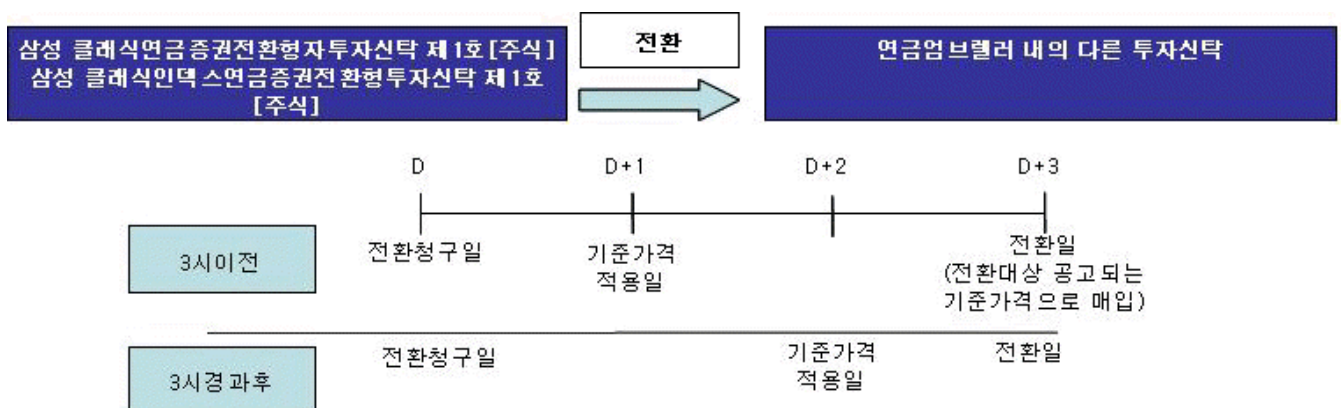 삼성 클래식연금증권전환형자투자신탁 제1호[주식]
삼성 클래식인덱스연금증권전환형투자신탁 제1호
[주식]
전환
연금엄브렐러 내의 다른 투자신탁
D
D+1
D+2
D+3
3시이전
전환청구일
기준가격
적용일
전환일
(전환대상 공고되는
기준가격으로 매입)
3시경과후
전환청구일
기준가격
적용일
전환일